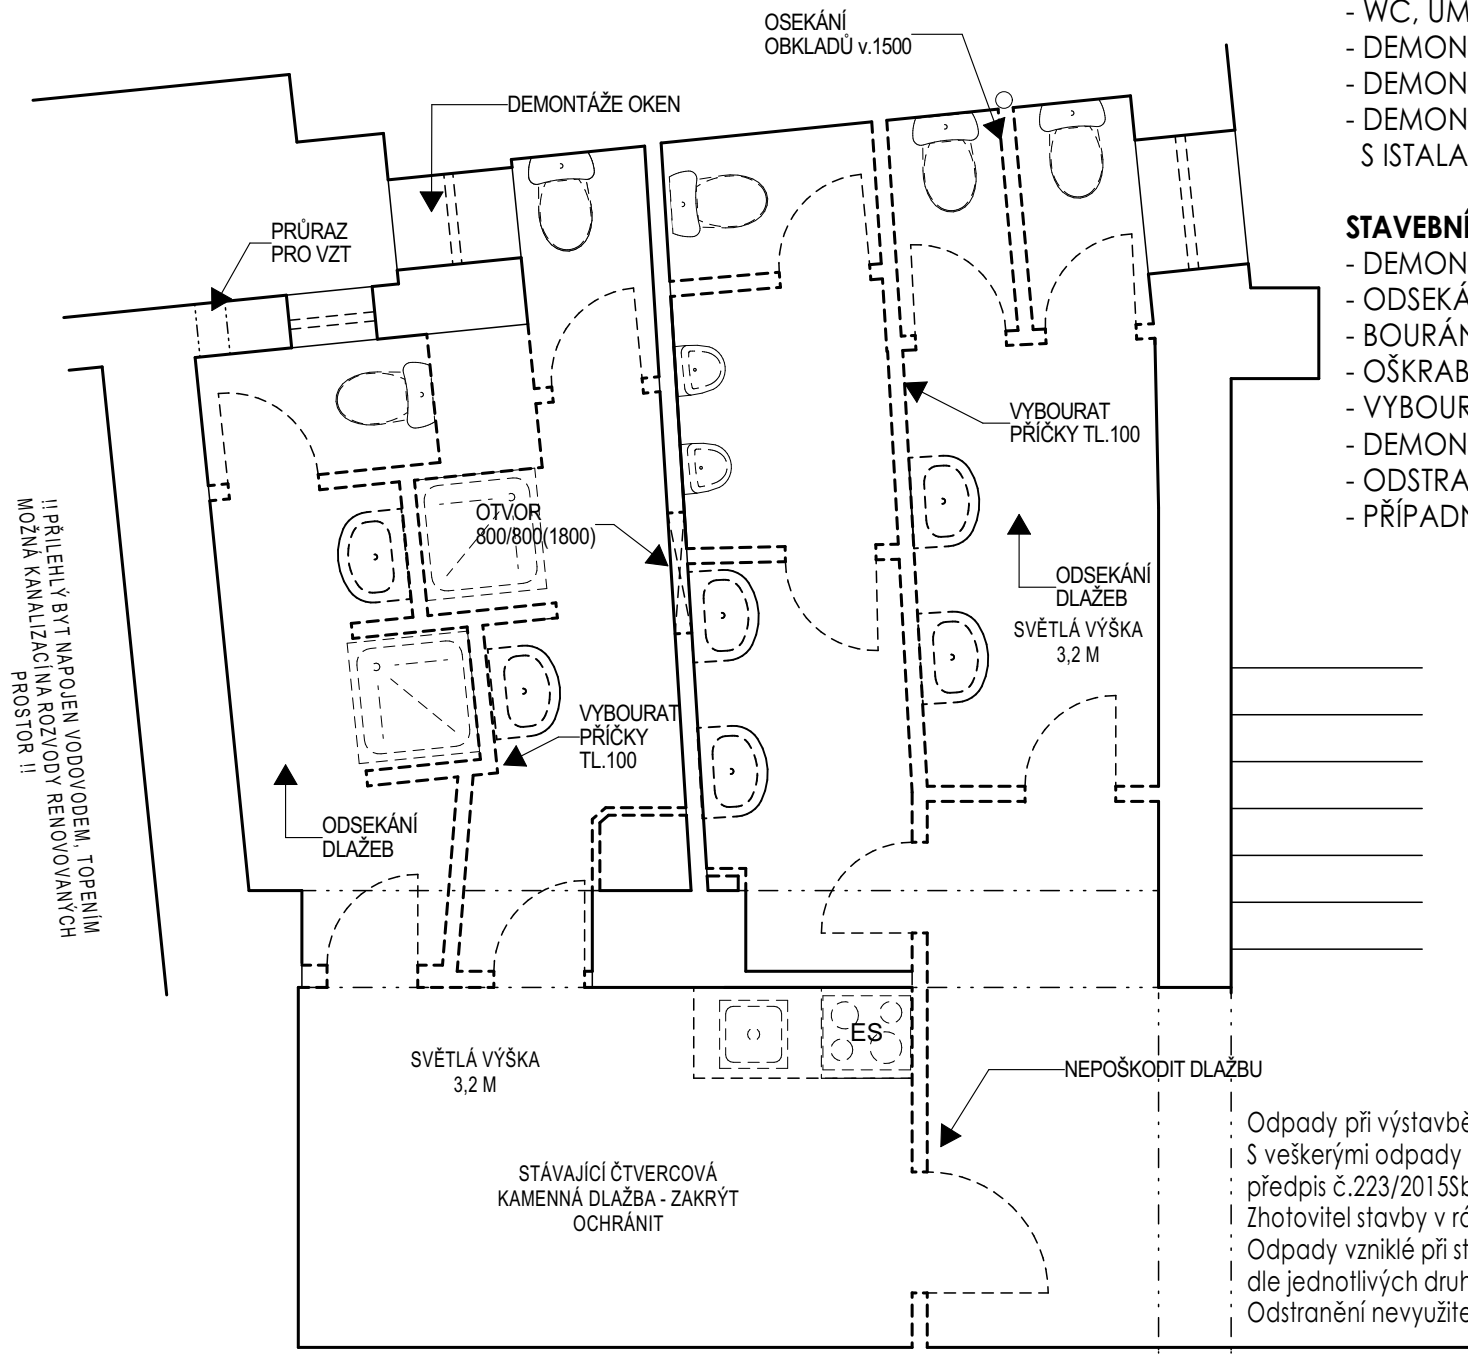 OSEKÁNÍ
OBKLADŮ v.1500
DEMONTÁŽE OKEN
PRŮRAZ
PRO VZT
VYBOURAT
PŘÍČKY TL.100
OTVOR
800/800(1800)
ODSEKÁNÍ
DLAŽEB
SVĚTLÁ VÝŠKA
3,2 M
VYBOURAT
PŘÍČKY
TL.100
ODSEKÁNÍ
DLAŽEB
!! PŘILEHLÝ BYT NAPOJEN VODOVODEM, TOPENÍM
MOŽNÁ KANALIZACÍ NA ROZVODY RENOVOVANÝCH
PROSTOR !!
ES
SVĚTLÁ VÝŠKA
3,2 M
NEPOŠKODIT DLAŽBU
STÁVAJÍCÍ ČTVERCOVÁ
KAMENNÁ DLAŽBA - ZAKRÝT
OCHRÁNIT
- WC, UM
- DEMON
- DEMON
- DEMON
S ISTALA
STAVEBNÍ
- DEMON
- ODSEKÁ
- BOURÁN
- OŠKRAB
- VYBOUR
- DEMON
- ODSTRA
- PŘÍPADN
Odpady při výstavbě
S veškerými odpady
předpis č.223/2015Sb
Zhotovitel stavby v rá
Odpady vzniklé při st
dle jednotlivých druh
Odstranění nevyužite